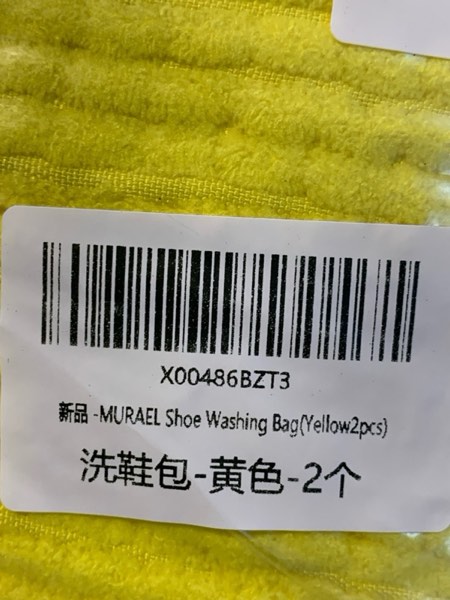 X00486BZT3
新品 -MURAEL Shoe Washing Bag(Yellow2pcs)
洗鞋包-黄色-2个